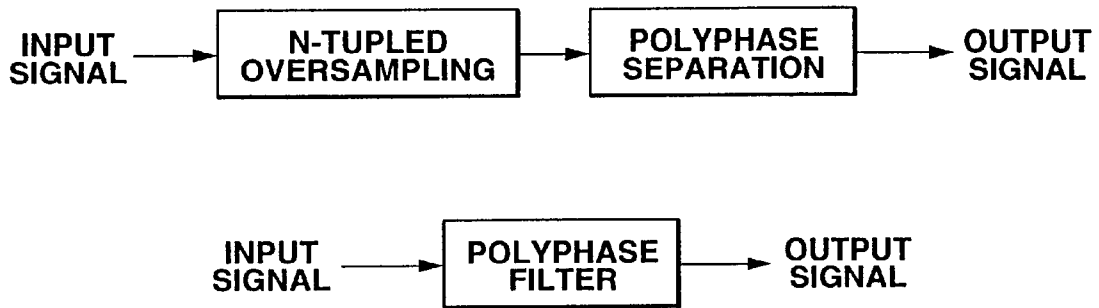 INPUT
SIGNAL
N-TUPLED
OVERSAMPLING
POLYPHASE
SEPARATION
OUTPUT
SIGNAL
INPUT
SIGNAL
POLYPHASE
FILTER
OUTPUT
SIGNAL